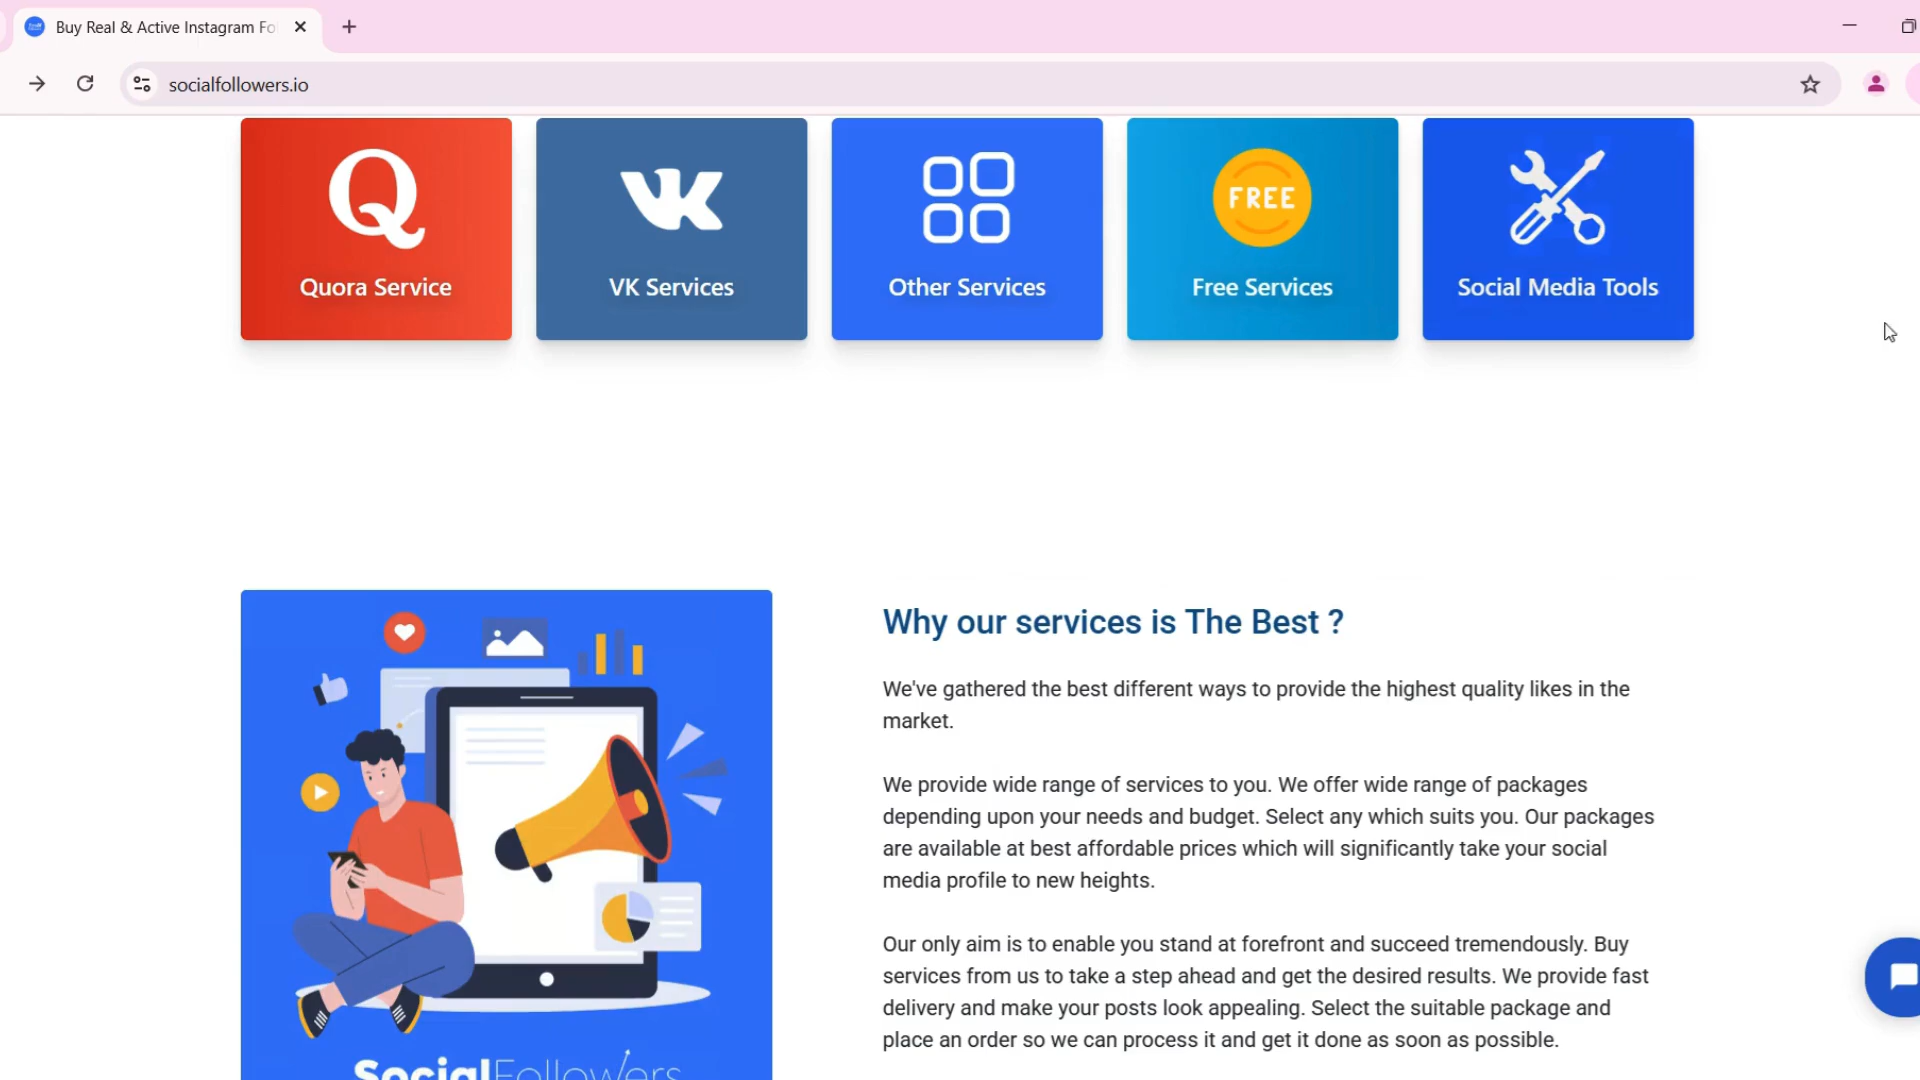 Buy Real & Active Instagram Fo
socialfollowers.io
Quora Service
VK Services
Other Services
FREE
Free Services
Social Media Tools
Why our services is The Best ?
We've gathered the best different ways to provide the highest quality likes in the
market.
We provide wide range of services to you. We offer wide range of packages
depending upon your needs and budget. Select any which suits you. Our packages
are available at best affordable prices which will significantly take your social
media profile to new heights.
Our only aim is to enable you stand at forefront and succeed tremendously. Buy
services from us to take a step ahead and get the desired results. We provide fast
delivery and make your posts look appealing. Select the suitable package and
place an order so we can process it and get it done as soon as possible.
SocialFollowers